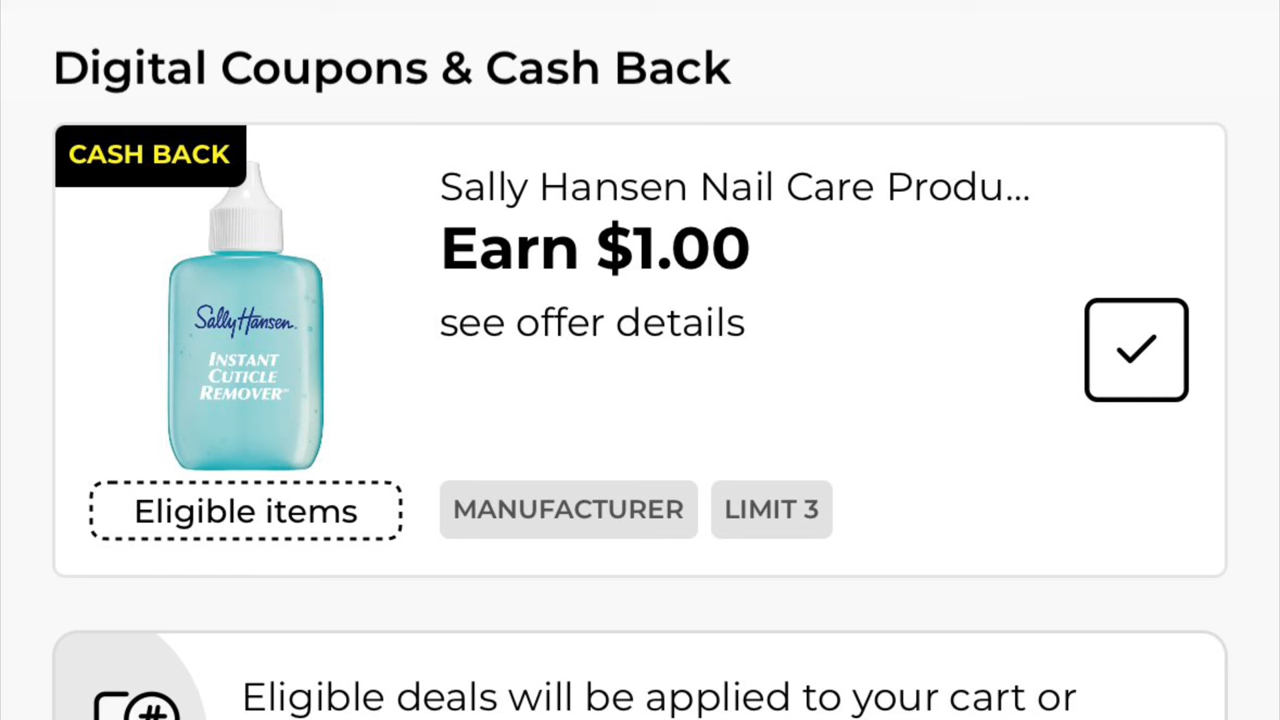 Digital Coupons & Cash Back
CASH BACK
Sally Hansen Nail Care Produ...
Earn $1.00
see offer details
Sally Hansen
INSTANT
CUTICLE
REMOVER
Eligible items
MANUFACTURER
LIMIT 3
#
Eligible deals will be applied to your cart or